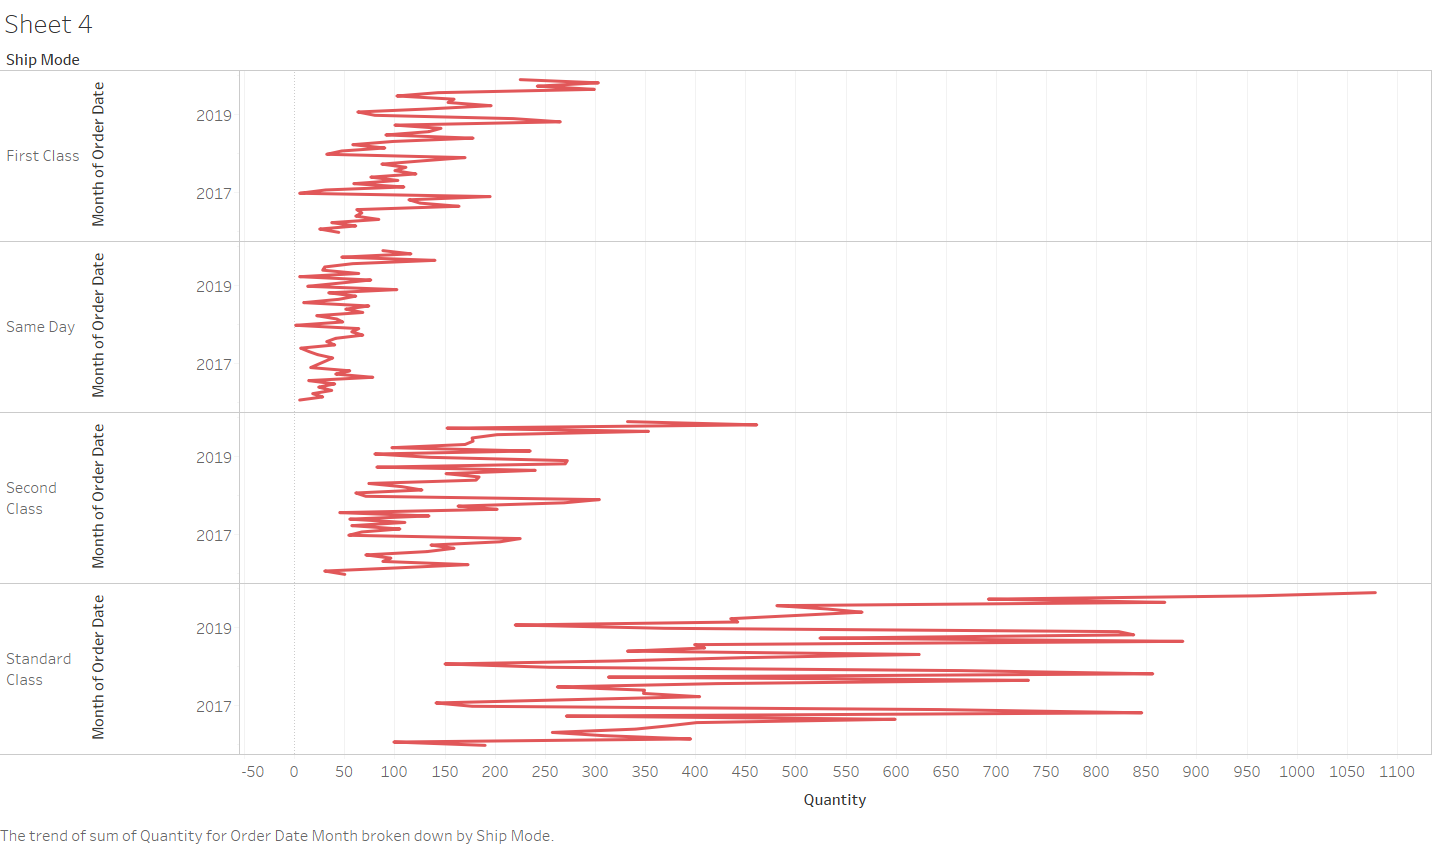 Sheet 4
Ship Mode
First Class
Month of Order Date
2019
2017
Same Day
Month of Order Date
2019
2017
Second
Class
Month of Order Date
2019
2017
Standard
Class
Month of Order Date
2019
2017
-50 0 50 100 150 200 250 300 350 400 450 500 550 600 650 700 750 800 850 900 950 1000 1050 1100
Quantity
The trend of sum of Quantity for Order Date Month broken down by Ship Mode.